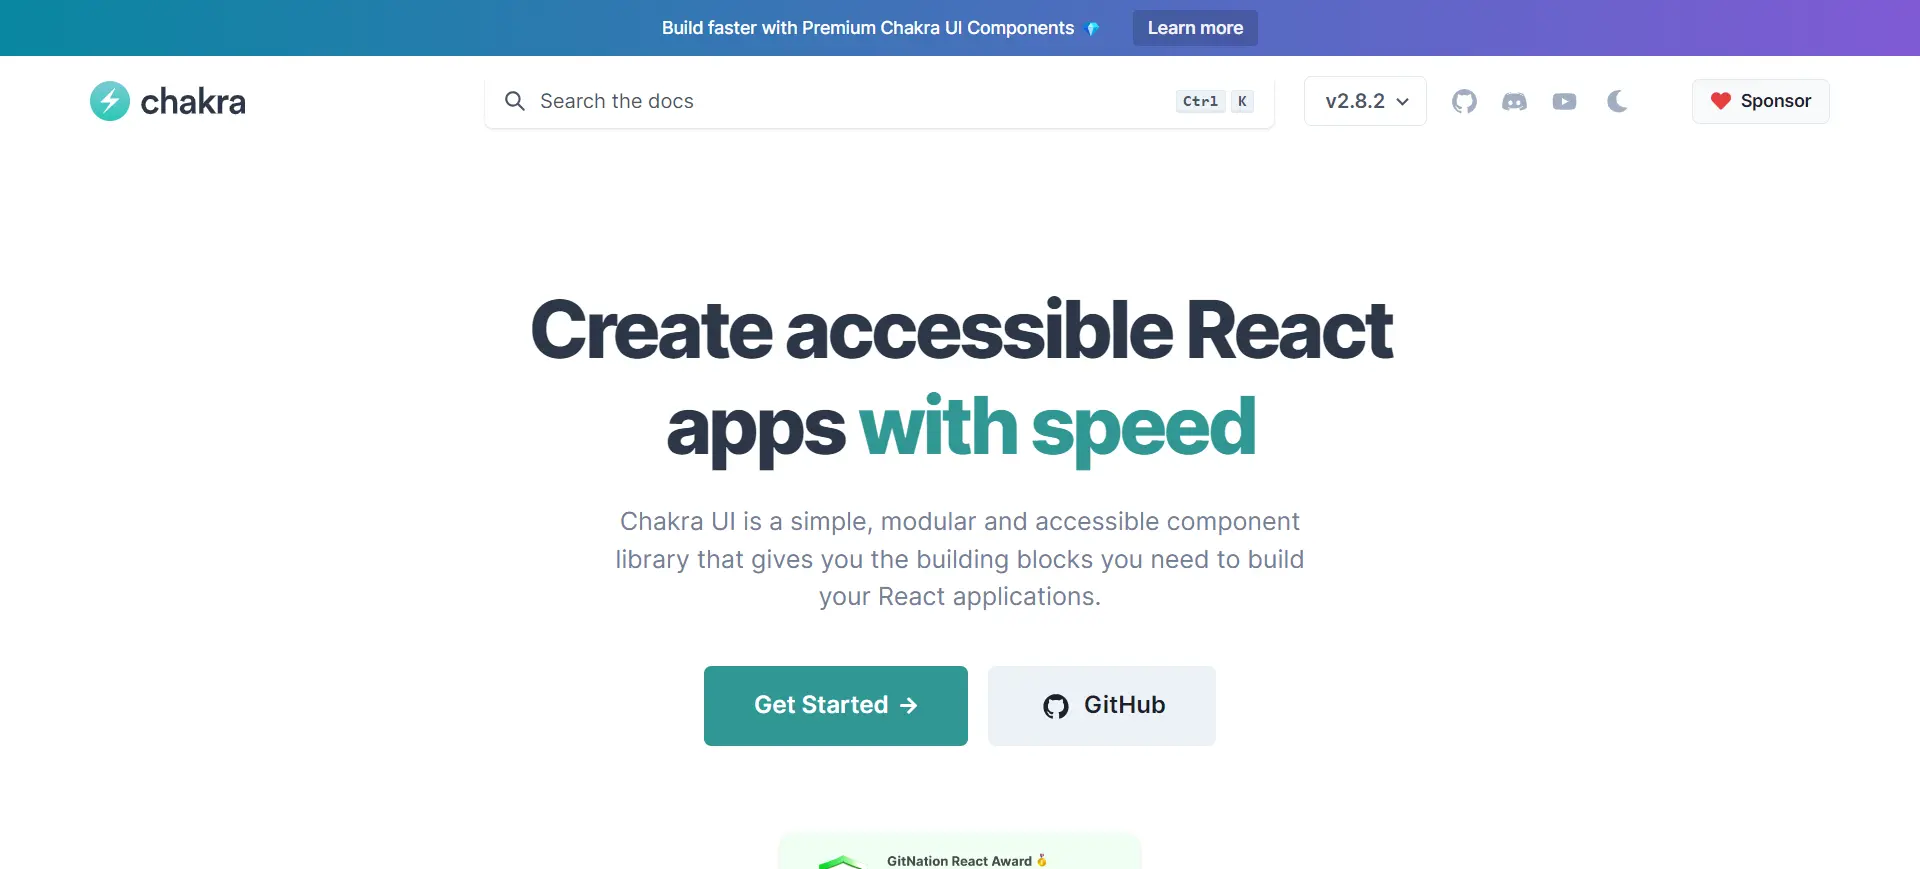 Build faster with Premium Chakra UI Components 💎 Learn more
chakra Search the docs Ctrl K v2.8.2 Sponsor
Create accessible React
apps with speed
Chakra UI is a simple, modular and accessible component
library that gives you the building blocks you need to build
your React applications.
Get Started → GitHub
GitNation React Award 🏅